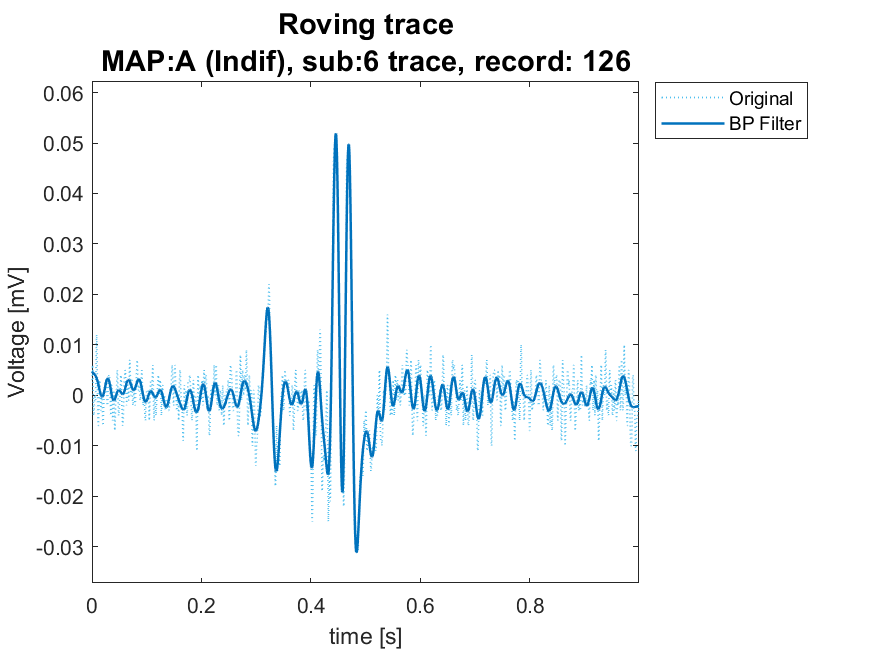 Roving trace
MAP:A (Indif), sub:6 trace, record: 126
Original
BP Filter
0.06
0.05
0.04
0.03
0.02
0.01
0
-0.01
-0.02
-0.03
Voltage [mV]
0 0.2 0.4 0.6 0.8
time [s]